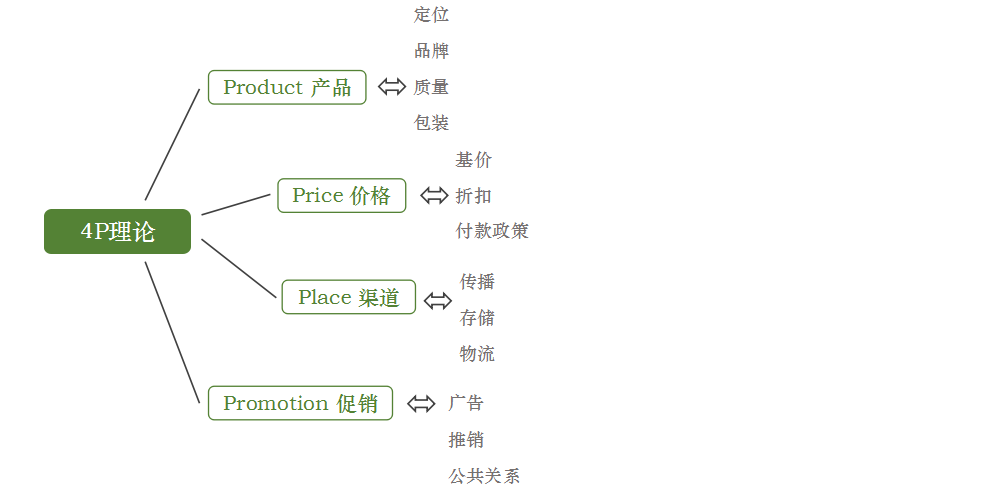 4P理论
Product 产品
定位
品牌
质量
包装
Price 价格
基价
折扣
付款政策
Place 渠道
传播
存储
物流
Promotion 促销
广告
推销
公共关系